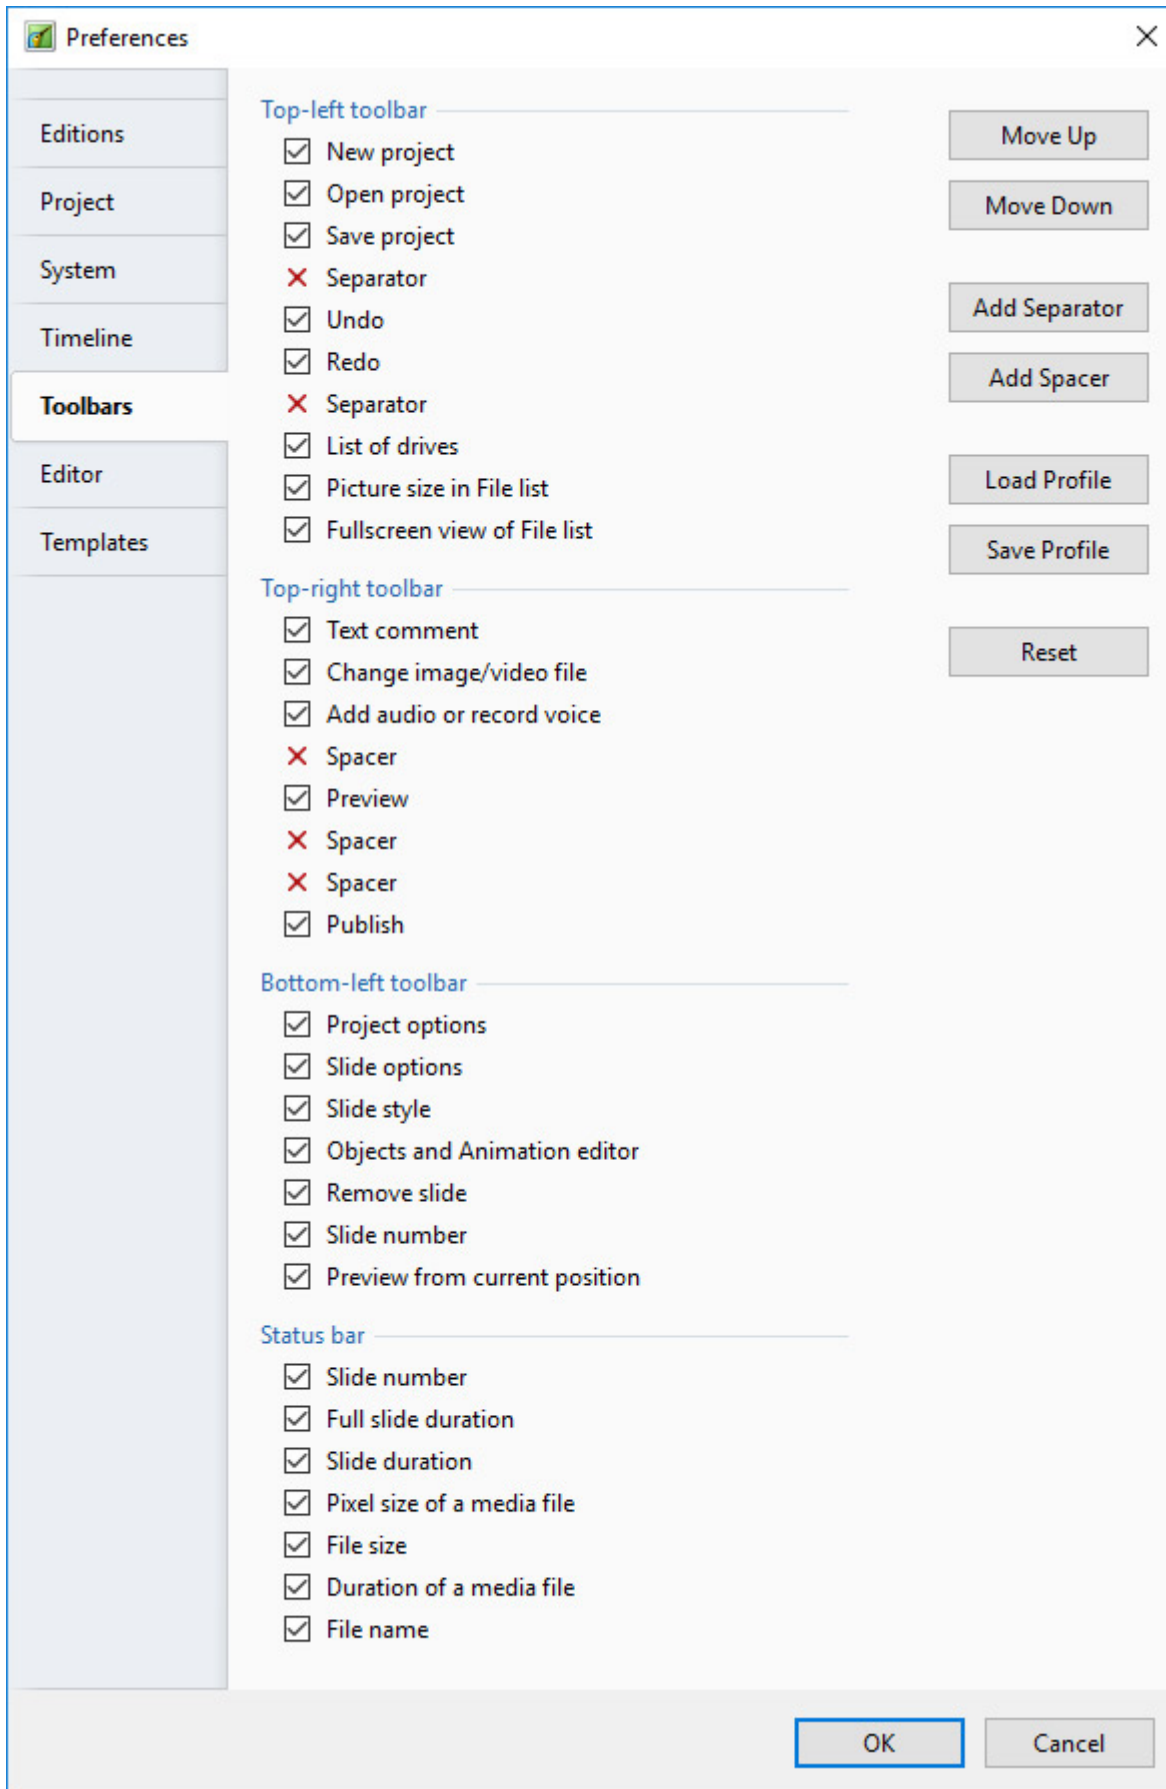 Preferences
Editions
Project
System
Timeline
Toolbars
Editor
Templates
Top-left toolbar
New project
Open project
Save project
Separator
Undo
Redo
Separator
List of drives
Picture size in File list
Fullscreen view of File list
Top-right toolbar
Text comment
Change image/video file
Add audio or record voice
Spacer
Preview
Spacer
Spacer
Publish
Bottom-left toolbar
Project options
Slide options
Slide style
Objects and Animation editor
Remove slide
Slide number
Preview from current position
Status bar
Slide number
Full slide duration
Slide duration
Pixel size of a media file
File size
Duration of a media file
File name
Move Up
Move Down
Add Separator
Add Spacer
Load Profile
Save Profile
Reset
OK
Cancel